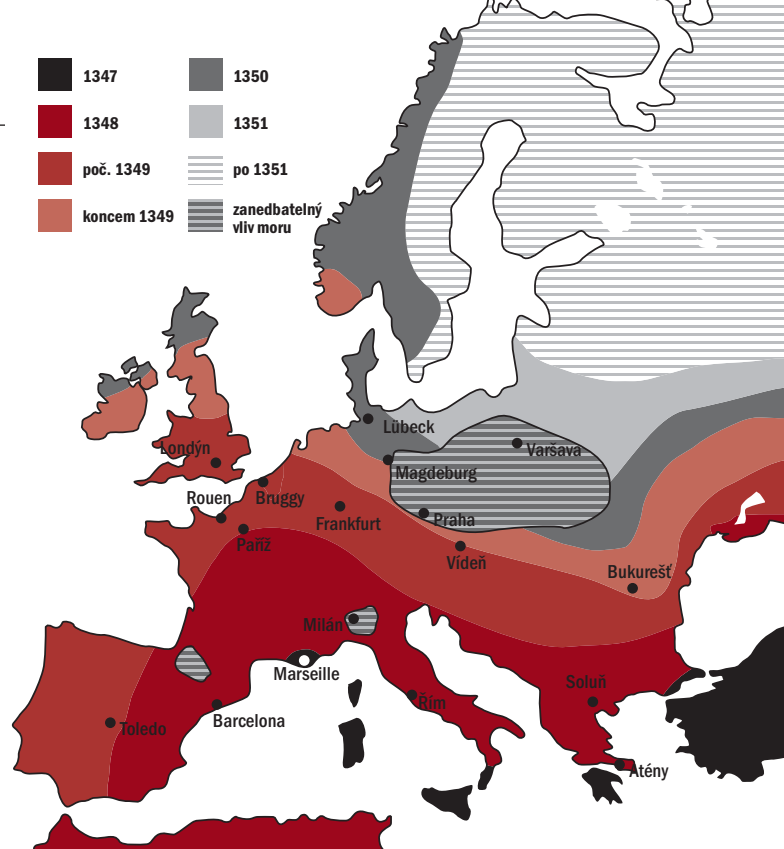 1347
1350
1348
1351
poč. 1349
po 1351
koncem 1349
zanedbatelný
vliv moru
Lübeck
Londýn
Varšava
Magdeburg
Rouen
Bruggy
Frankfurt
Praha
Paříž
Vídeň
Bukurešť
Milán
Marseille
Soluň
Řím
Barcelona
Toledo
Atény